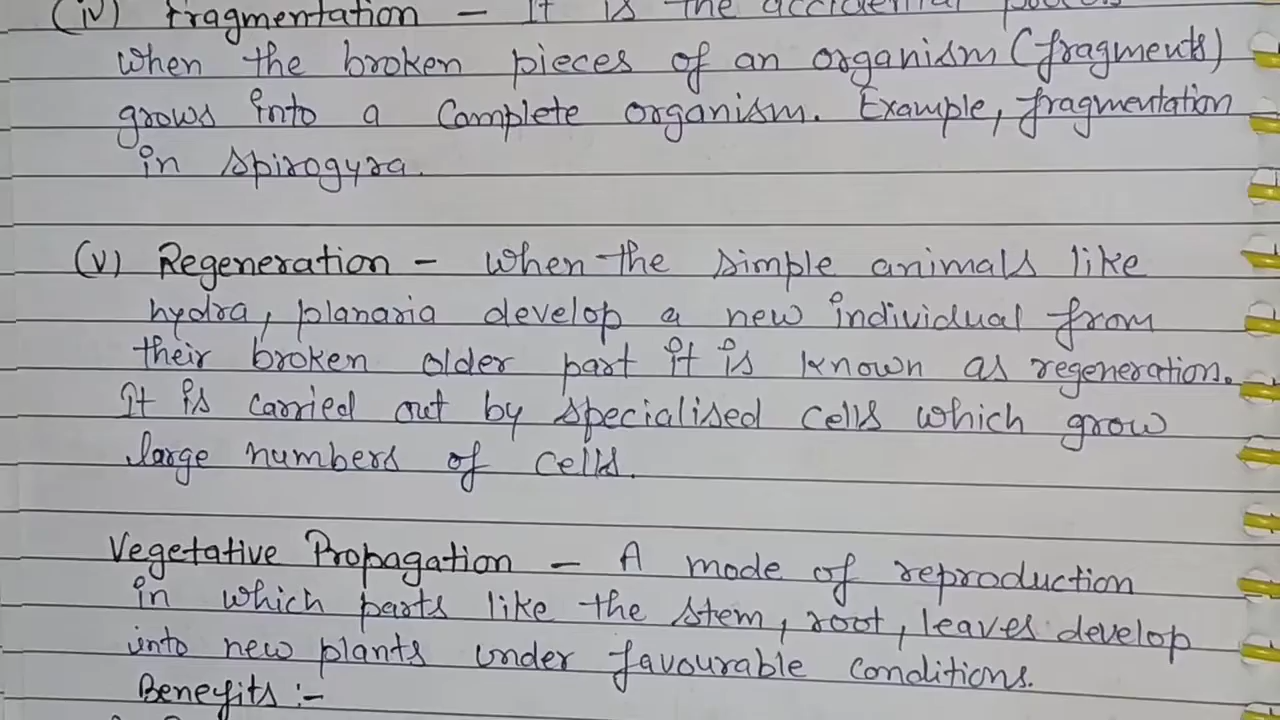 (iv) Fragmentation - It is the accidental process
when the broken pieces of an organism (fragments)
grows into a complete organism. Example, fragmentation
in spirogyra.
(v) Regeneration - when the simple animals like
hydra, planaria develop a new individual from
their broken older part it is known as regeneration.
It is carried out by specialised cells which grow
large numbers of cells.
Vegetative Propagation - A mode of reproduction
in which parts like the stem, root, leaves develop
into new plants under favourable conditions.
Benefits :-